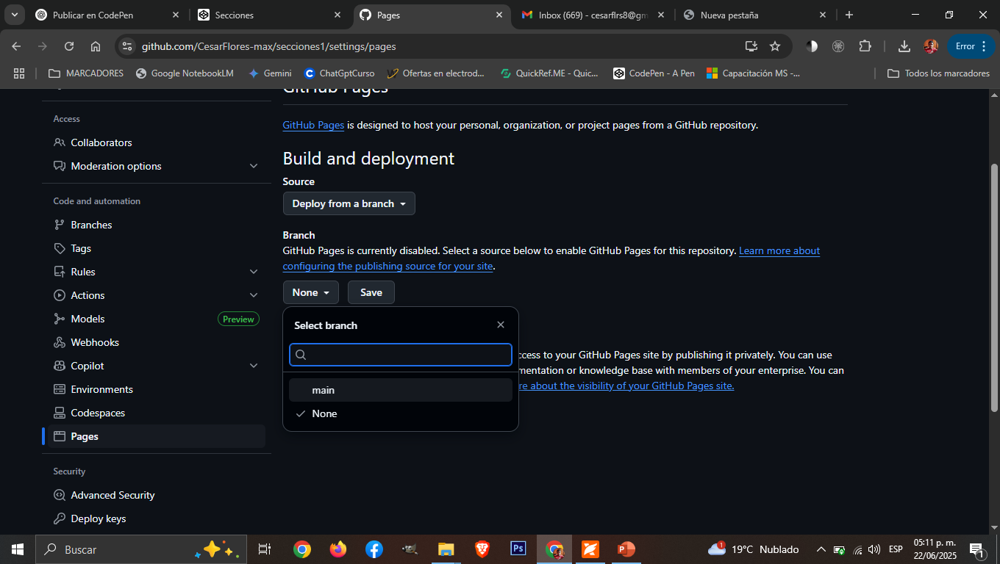 Publicar en CodePen
Secciones
Pages
Inbox (669) - cesarflrs8@gm
Nueva pestaña
github.com/CesarFlores-max/secciones1/settings/pages
Error
MARCADORES
Google NotebookLM
Gemini
ChatGptCurso
Ofertas en electrod...
QuickRef.ME - Quic...
CodePen - A Pen
Capacitación MS -...
Todos los marcadores
Access
Collaborators
Moderation options
Code and automation
Branches
Tags
Rules
Actions
Models
Preview
Webhooks
Copilot
Environments
Codespaces
Pages
Security
Advanced Security
Deploy keys
GitHub Pages
GitHub Pages is designed to host your personal, organization, or project pages from a GitHub repository.
Build and deployment
Source
Deploy from a branch
Branch
GitHub Pages is currently disabled. Select a source below to enable GitHub Pages for this repository. Learn more about
configuring the publishing source for your site.
None
Save
Select branch
main
None
ccess to your GitHub Pages site by publishing it privately. You can use
mentation or knowledge base with members of your enterprise. You can
re about the visibility of your GitHub Pages site.
Buscar
Ps
P
1
19°C Nublado
ESP
05:11 p. m.
22/06/2025
1